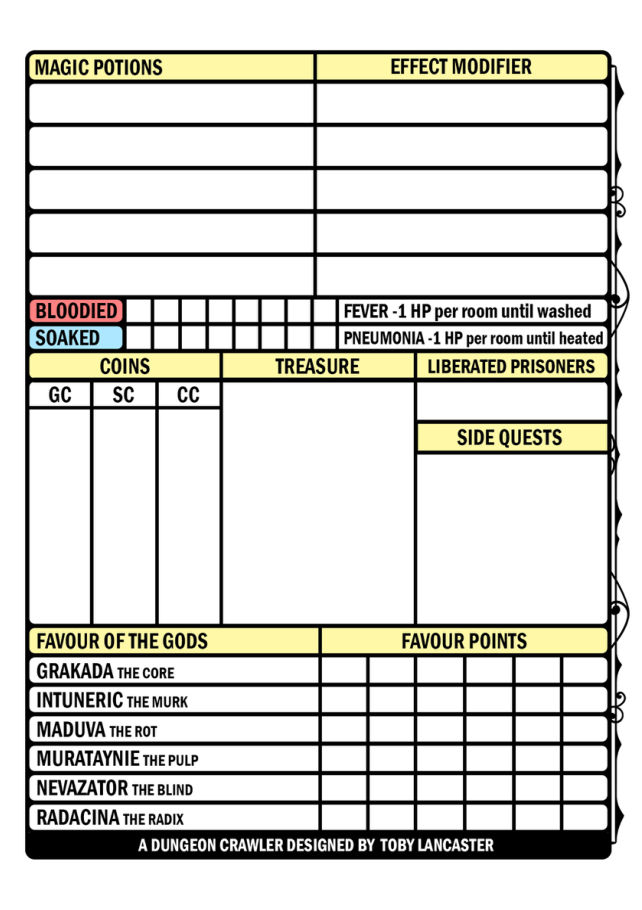 MAGIC POTIONS EFFECT MODIFIER
BLOODIED FEVER -1 HP per room until washed
SOAKED PNEUMONIA -1 HP per room until heated
COINS TREASURE LIBERATED PRISONERS
GC SC CC
SIDE QUESTS
FAVOUR OF THE GODS FAVOUR POINTS
GRAKADA THE CORE
INTUNERIC THE MURK
MADUVA THE ROT
MURATAYNIE THE PULP
NEVAZATOR THE BLIND
RADACINA THE RADIX
A DUNGEON CRAWLER DESIGNED BY TOBY LANCASTER